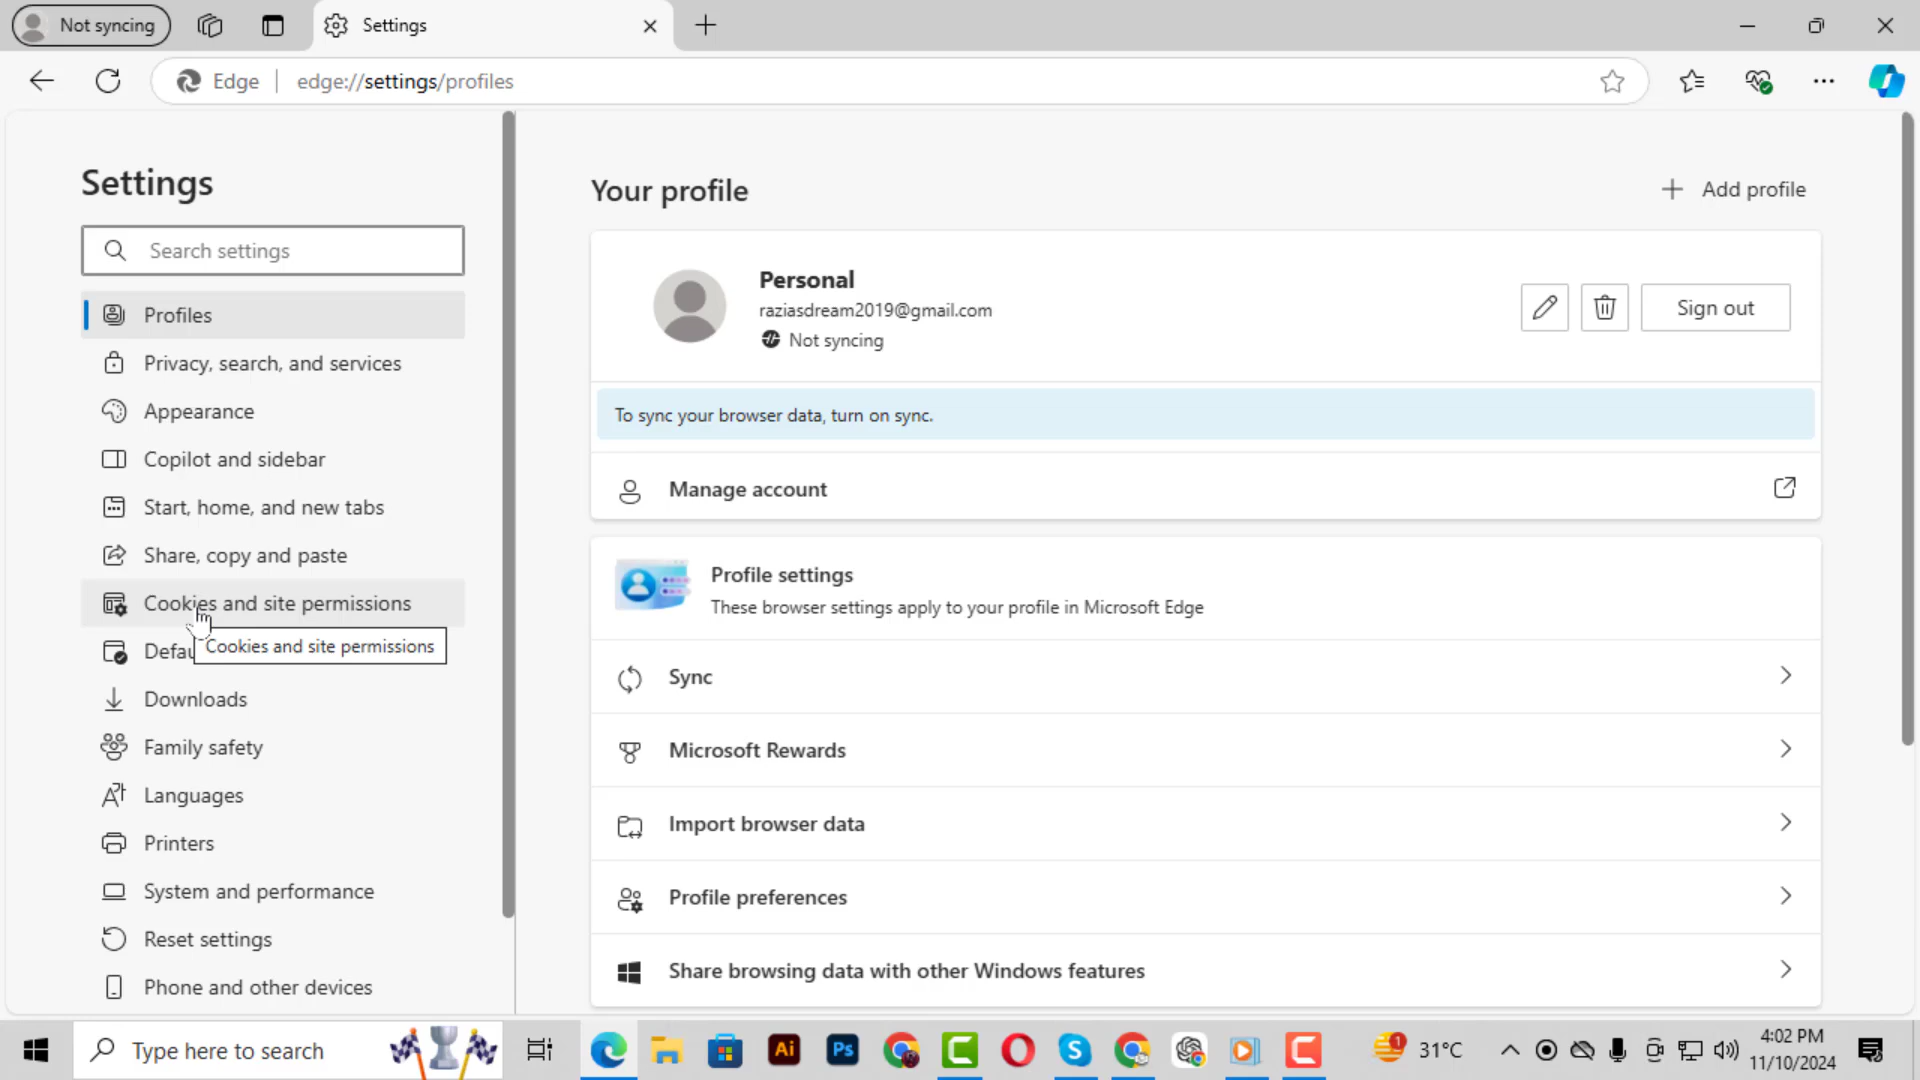 Not syncing
Settings
Edge
edge://settings/profiles
Settings
Search settings
Profiles
Privacy, search, and services
Appearance
Copilot and sidebar
Start, home, and new tabs
Share, copy and paste
Cookies and site permissions
Cookies and site permissions
Defau
Downloads
Family safety
Languages
Printers
System and performance
Reset settings
Phone and other devices
Your profile
Add profile
Personal
raziasdream2019@gmail.com
Not syncing
Sign out
To sync your browser data, turn on sync.
Manage account
Profile settings
These browser settings apply to your profile in Microsoft Edge
Sync
Microsoft Rewards
Import browser data
Profile preferences
Share browsing data with other Windows features
Type here to search
Ai
Ps
1
31°C
4:02 PM
11/10/2024